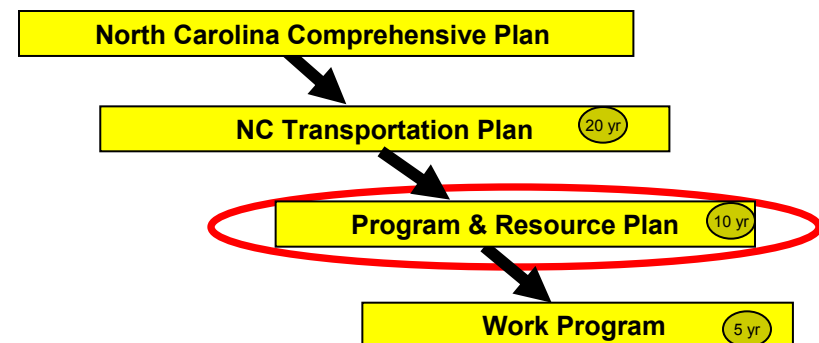 North Carolina Comprehensive Plan
NC Transportation Plan 20 yr
Program & Resource Plan 10 yr
Work Program 5 yr